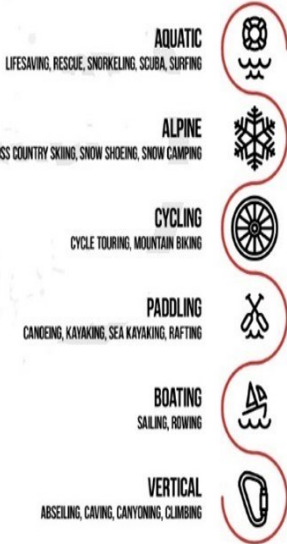 AQUATIC
LIFESAVING, RESCUE, SNORKELING, SCUBA, SURFING
ALPINE
COUNTRY SKIING, SNOW SHOEING, SNOW CAMPING
CYCLING
CYCLE TOURING, MOUNTAIN BIKING
PADDLING
CANOEING, KAYAKING, SEA KAYAKING, RAFTING
BOATING
SAILING, ROWING
VERTICAL
ABSEILING, CAVING, CANYONING, CLIMBING